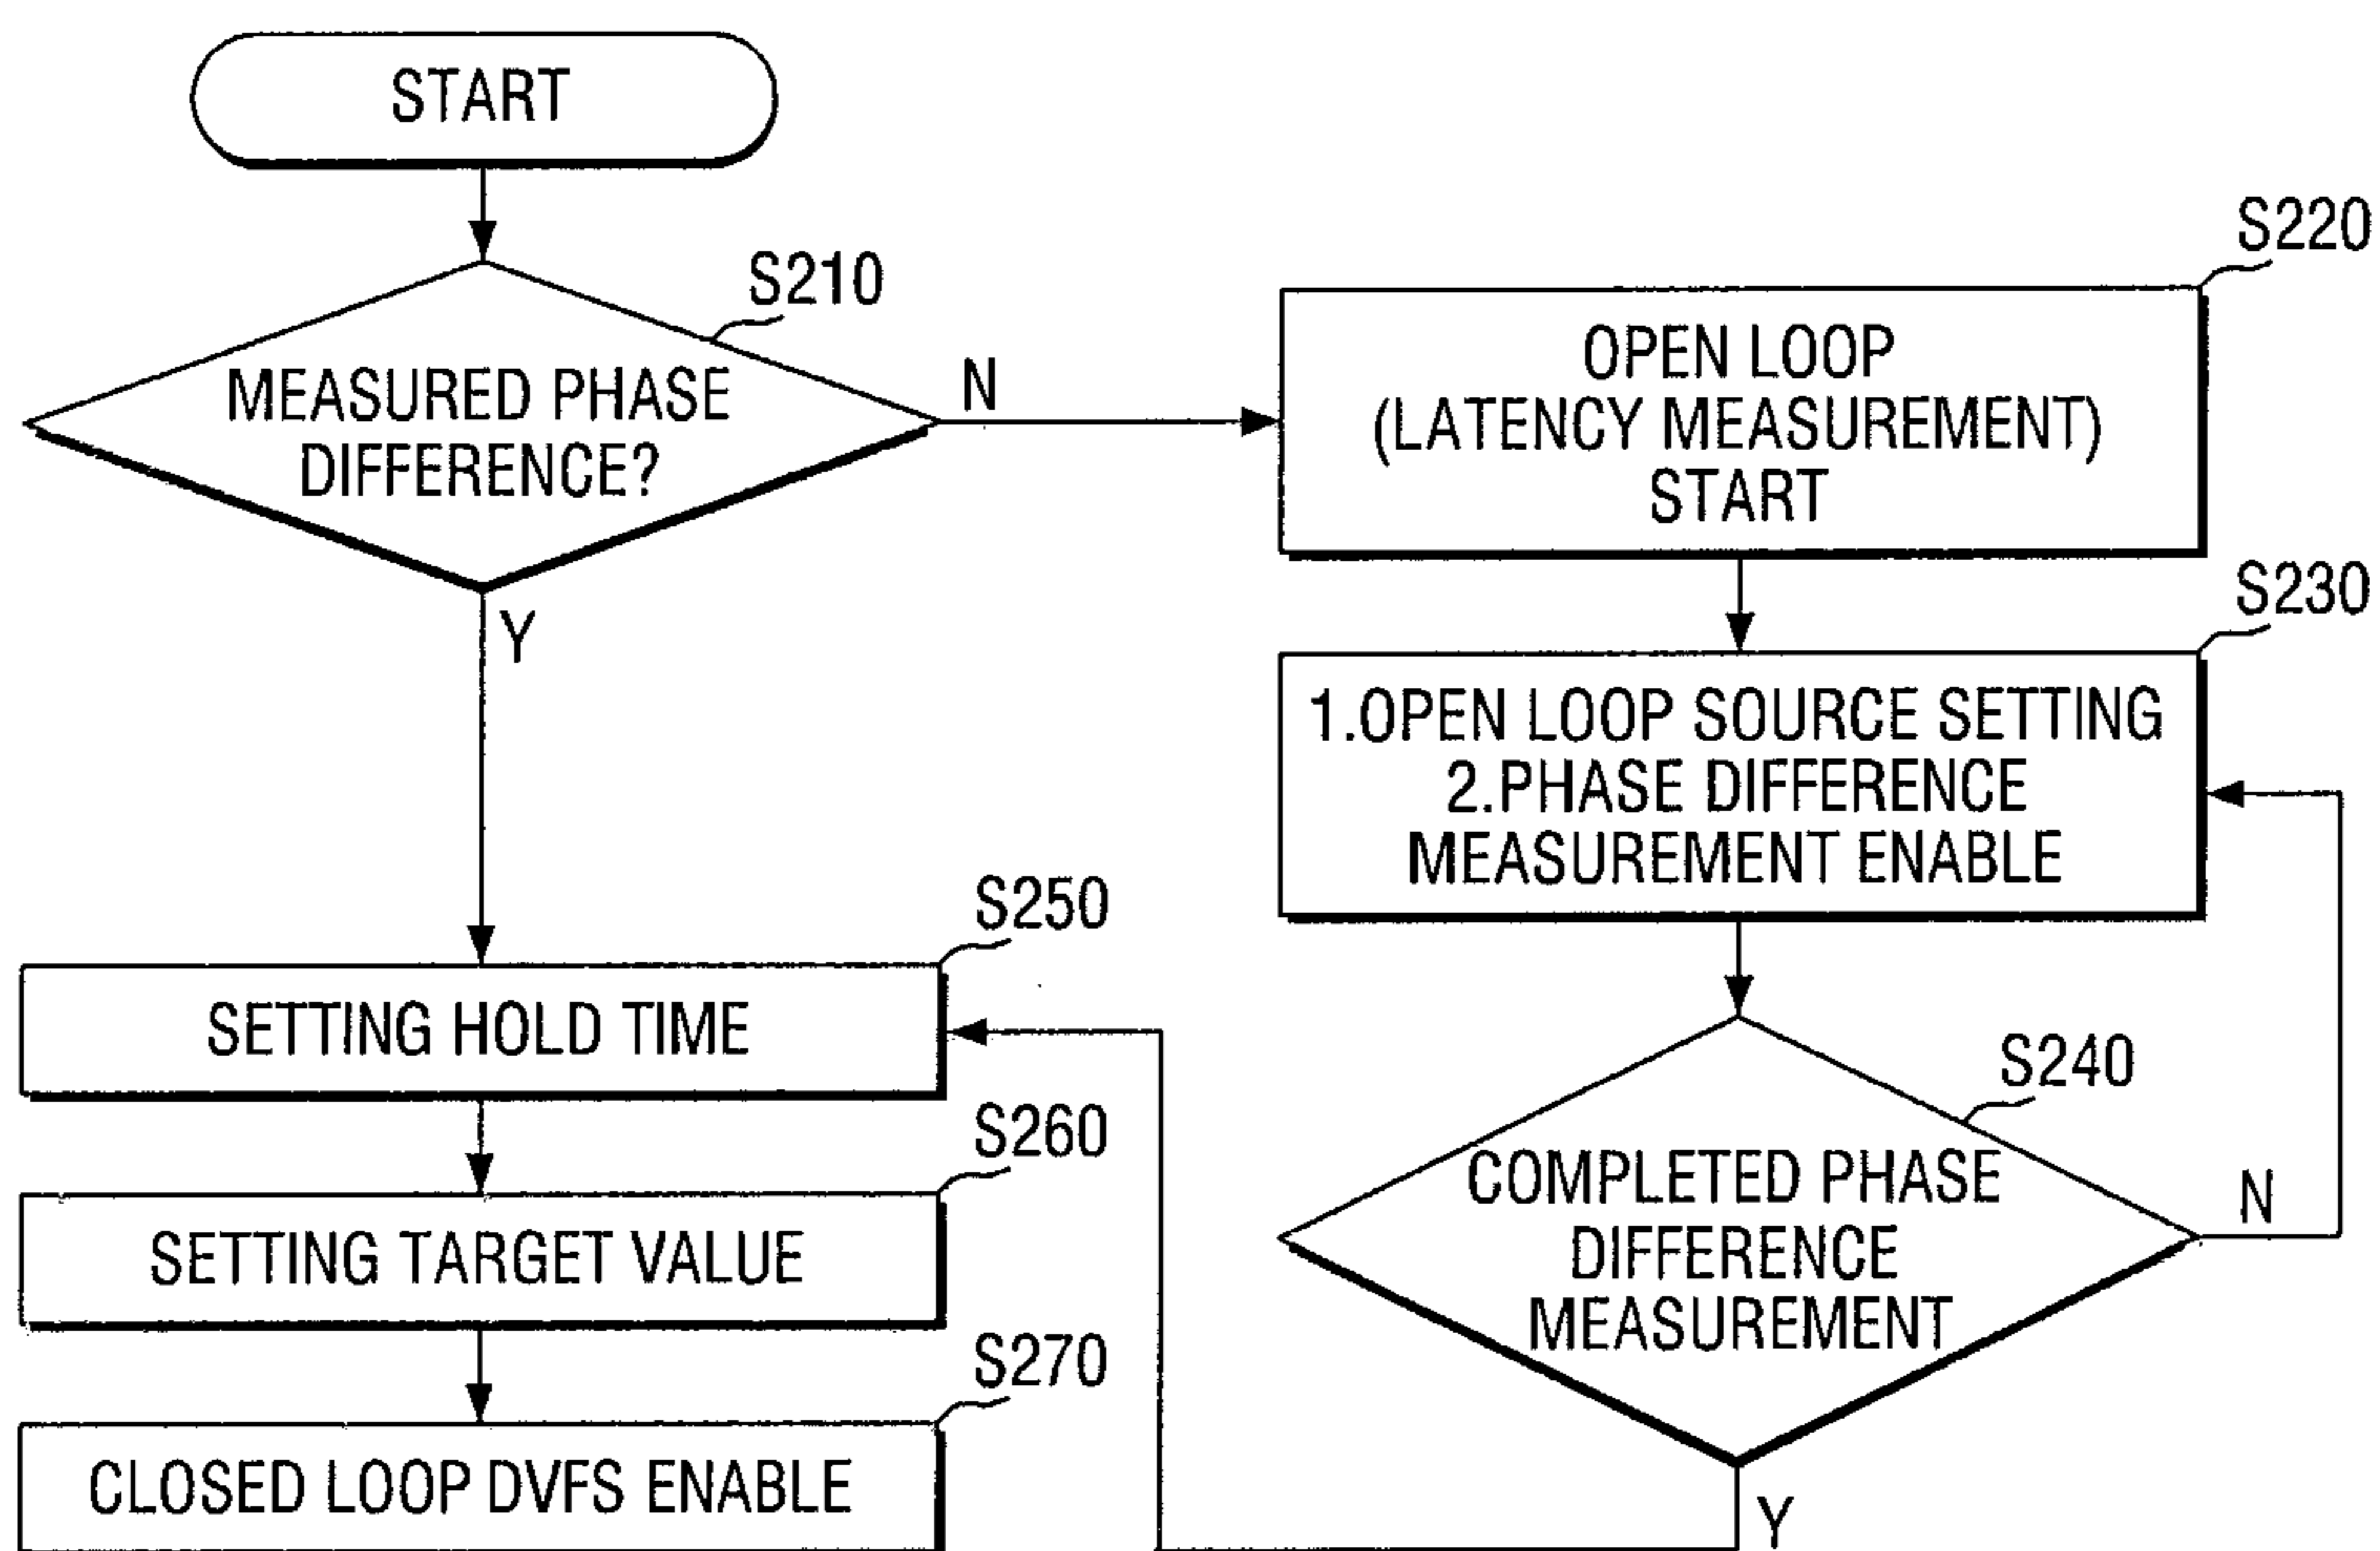 START
S210
MEASURED PHASE
DIFFERENCE?
N
Y
S220
OPEN LOOP
(LATENCY MEASUREMENT)
START
S230
1.OPEN LOOP SOURCE SETTING
2.PHASE DIFFERENCE
MEASUREMENT ENABLE
S240
COMPLETED PHASE
DIFFERENCE
MEASUREMENT
N
Y
S250
SETTING HOLD TIME
S260
SETTING TARGET VALUE
S270
CLOSED LOOP DVFS ENABLE